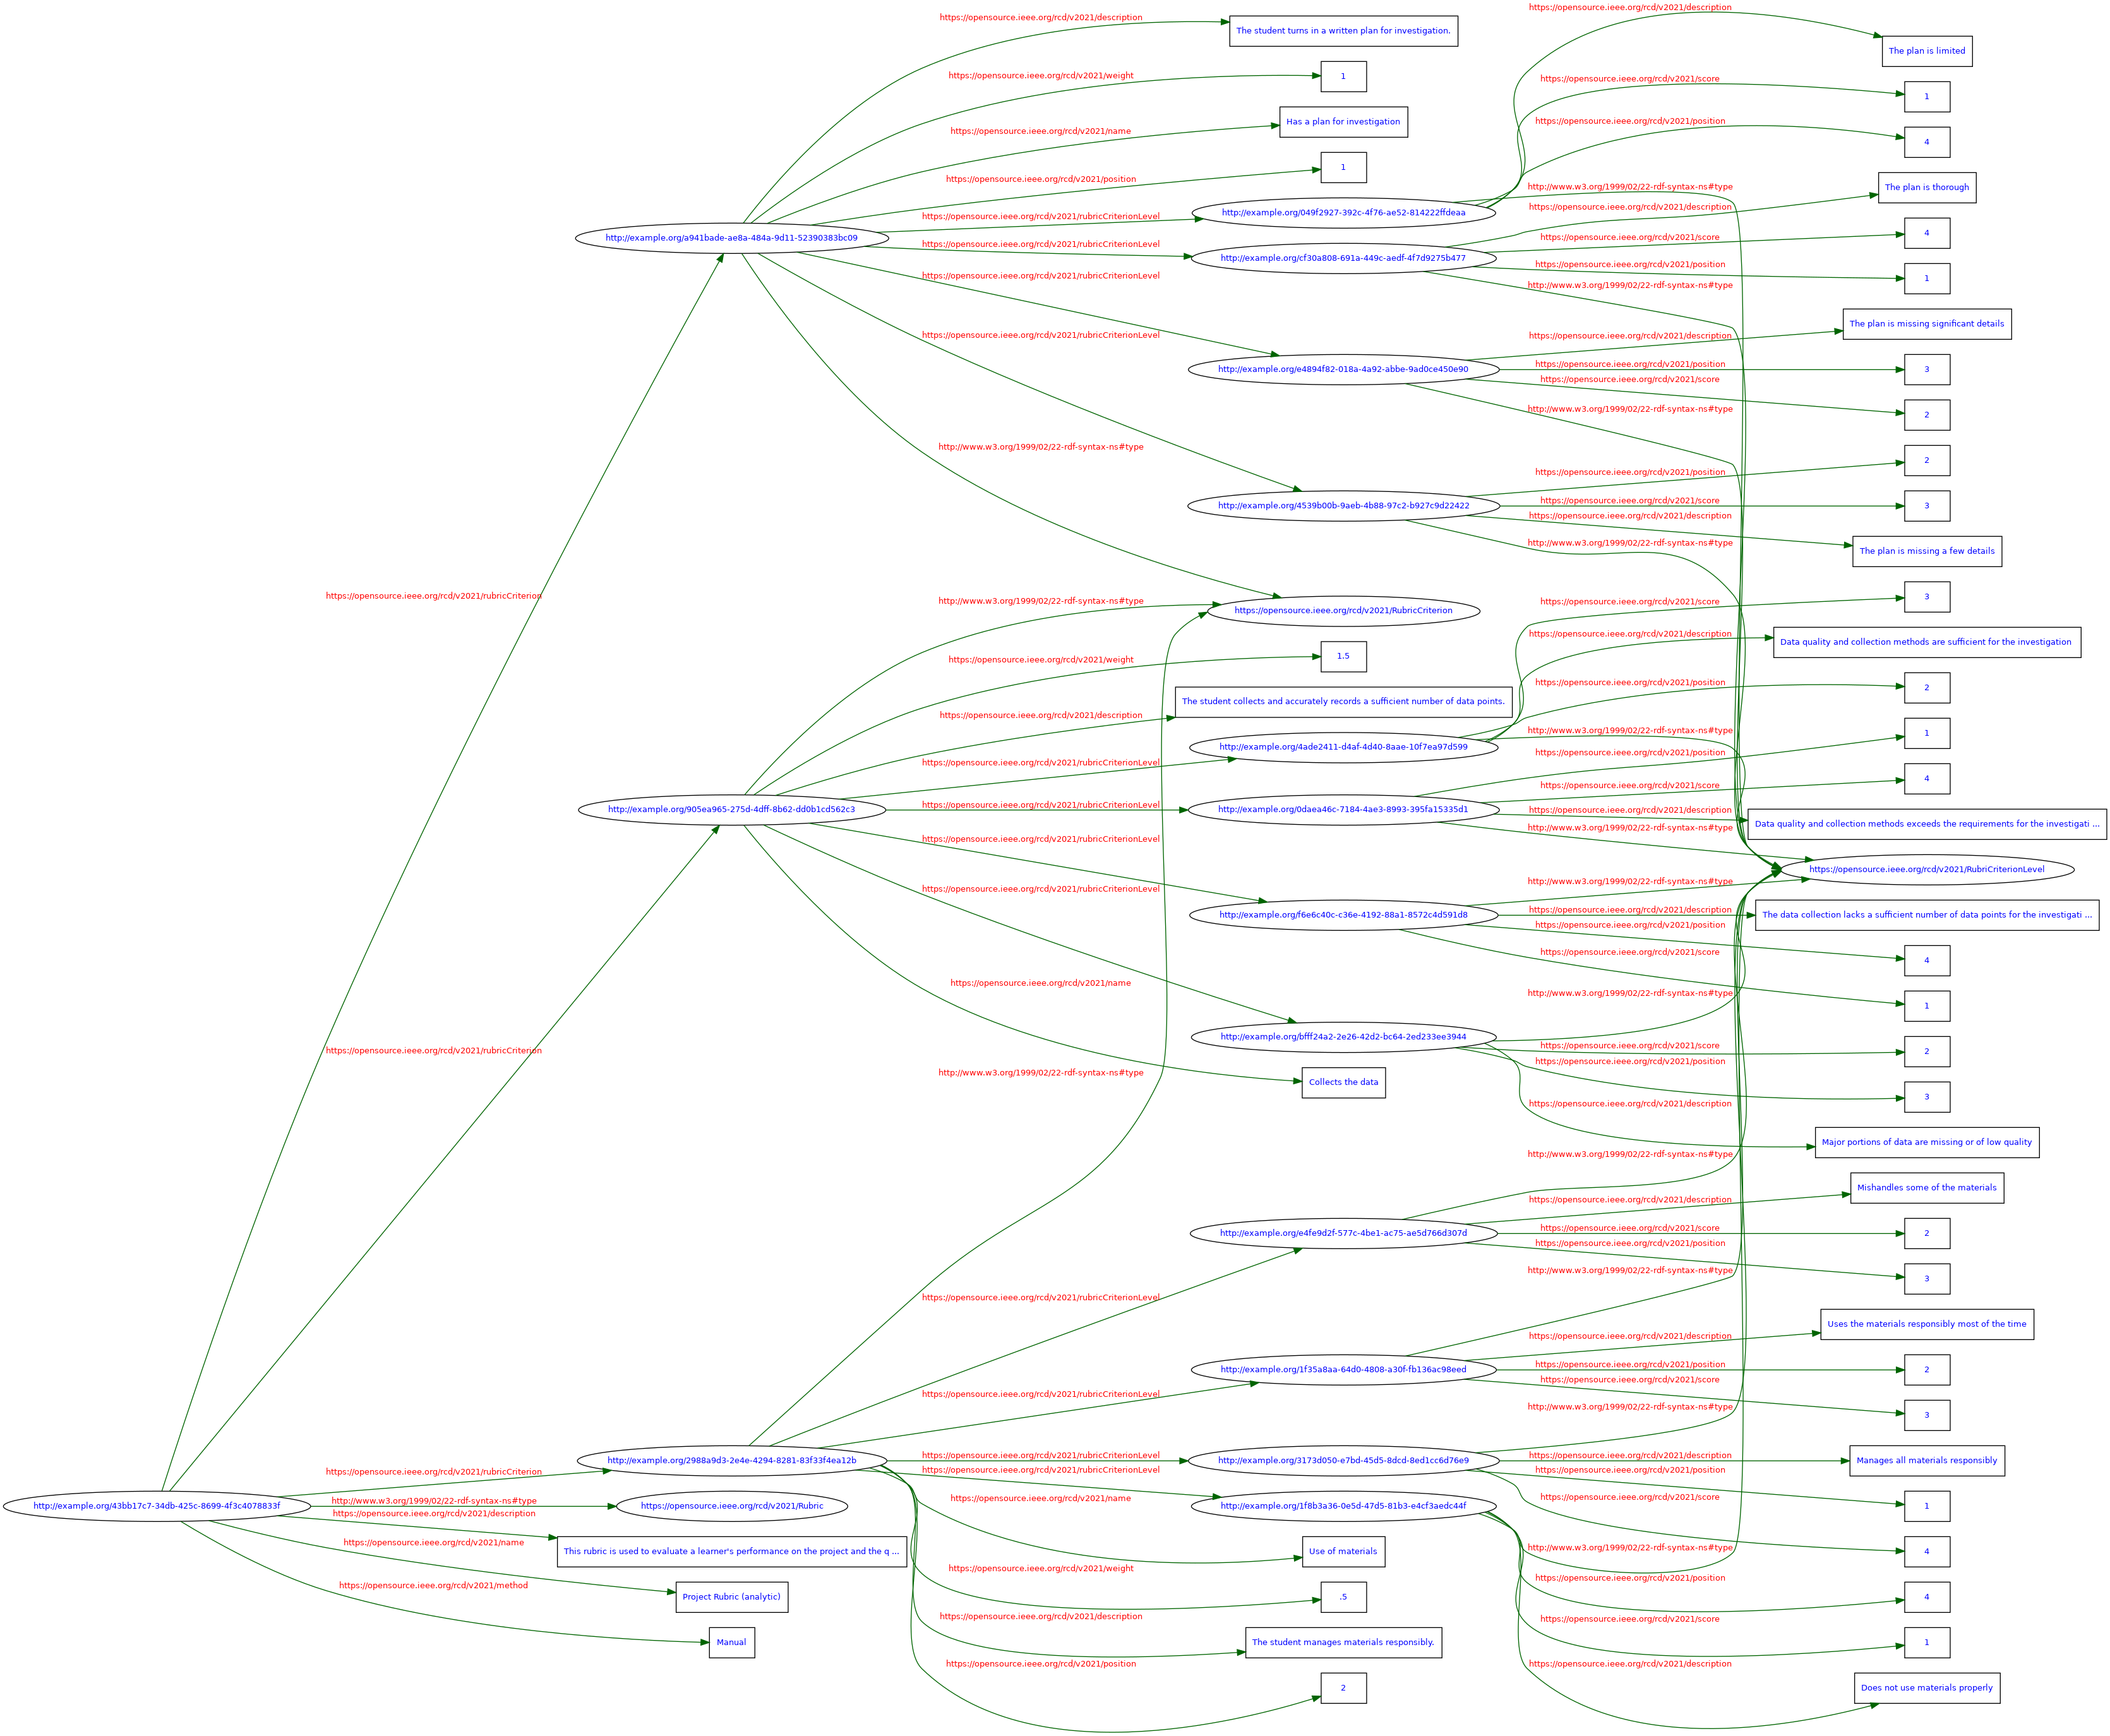 https://opensource.ieee.org/rcd/v2021/description
https://opensource.ieee.org/rcd/v2021/description
The student turns in a written plan for investigation.
The plan is limited
https://opensource.ieee.org/rcd/v2021/weight
1
https://opensource.ieee.org/rcd/v2021/score
1
Has a plan for investigation
https://opensource.ieee.org/rcd/v2021/name
https://opensource.ieee.org/rcd/v2021/position
4
1
https://opensource.ieee.org/rcd/v2021/position
http://www.w3.org/1999/02/22-rdf-syntax-ns#type
The plan is thorough
https://opensource.ieee.org/rcd/v2021/rubricCriterionLevel
http://example.org/049f2927-392c-4f76-ae52-814222ffdeaa
https://opensource.ieee.org/rcd/v2021/description
http://example.org/a941bade-ae8a-484a-9d11-52390383bc09
https://opensource.ieee.org/rcd/v2021/score
4
https://opensource.ieee.org/rcd/v2021/rubricCriterionLevel
http://example.org/cf30a808-691a-449c-aedf-4f7d9275b477
https://opensource.ieee.org/rcd/v2021/position
1
https://opensource.ieee.org/rcd/v2021/rubricCriterionLevel
http://www.w3.org/1999/02/22-rdf-syntax-ns#type
The plan is missing significant details
https://opensource.ieee.org/rcd/v2021/rubricCriterionLevel
https://opensource.ieee.org/rcd/v2021/description
http://example.org/e4894f82-018a-4a92-abbe-9ad0ce450e90
https://opensource.ieee.org/rcd/v2021/position
3
https://opensource.ieee.org/rcd/v2021/score
2
http://www.w3.org/1999/02/22-rdf-syntax-ns#type
http://www.w3.org/1999/02/22-rdf-syntax-ns#type
https://opensource.ieee.org/rcd/v2021/position
2
http://example.org/4539b00b-9aeb-4b88-97c2-b927c9d22422
https://opensource.ieee.org/rcd/v2021/score
3
https://opensource.ieee.org/rcd/v2021/description
The plan is missing a few details
http://www.w3.org/1999/02/22-rdf-syntax-ns#type
https://opensource.ieee.org/rcd/v2021/rubricCriterion
http://www.w3.org/1999/02/22-rdf-syntax-ns#type
https://opensource.ieee.org/rcd/v2021/RubricCriterion
https://opensource.ieee.org/rcd/v2021/score
3
https://opensource.ieee.org/rcd/v2021/description
Data quality and collection methods are sufficient for the investigation
https://opensource.ieee.org/rcd/v2021/weight
1.5
https://opensource.ieee.org/rcd/v2021/position
2
The student collects and accurately records a sufficient number of data points.
https://opensource.ieee.org/rcd/v2021/description
http://www.w3.org/1999/02/22-rdf-syntax-ns#type
1
http://example.org/4ade2411-d4af-4d40-8aae-10f7ea97d599
https://opensource.ieee.org/rcd/v2021/rubricCriterionLevel
https://opensource.ieee.org/rcd/v2021/position
https://opensource.ieee.org/rcd/v2021/score
4
http://example.org/905ea965-275d-4dff-8b62-dd0b1cd562c3
https://opensource.ieee.org/rcd/v2021/rubricCriterionLevel
http://example.org/0daea46c-7184-4ae3-8993-395fa15335d1
https://opensource.ieee.org/rcd/v2021/description
Data quality and collection methods exceeds the requirements for the investigati ...
http://www.w3.org/1999/02/22-rdf-syntax-ns#type
https://opensource.ieee.org/rcd/v2021/rubricCriterionLevel
https://opensource.ieee.org/rcd/v2021/RubriCriterionLevel
https://opensource.ieee.org/rcd/v2021/rubricCriterionLevel
http://www.w3.org/1999/02/22-rdf-syntax-ns#type
http://example.org/f6e6c40c-c36e-4192-88a1-8572c4d591d8
https://opensource.ieee.org/rcd/v2021/description
The data collection lacks a sufficient number of data points for the investigati ...
https://opensource.ieee.org/rcd/v2021/position
4
https://opensource.ieee.org/rcd/v2021/score
https://opensource.ieee.org/rcd/v2021/name
http://www.w3.org/1999/02/22-rdf-syntax-ns#type
1
http://example.org/bfff24a2-2e26-42d2-bc64-2ed233ee3944
https://opensource.ieee.org/rcd/v2021/score
2
https://opensource.ieee.org/rcd/v2021/rubricCriterion
https://opensource.ieee.org/rcd/v2021/position
http://www.w3.org/1999/02/22-rdf-syntax-ns#type
Collects the data
3
https://opensource.ieee.org/rcd/v2021/description
Major portions of data are missing or of low quality
http://www.w3.org/1999/02/22-rdf-syntax-ns#type
Mishandles some of the materials
https://opensource.ieee.org/rcd/v2021/description
http://example.org/e4fe9d2f-577c-4be1-ac75-ae5d766d307d
https://opensource.ieee.org/rcd/v2021/score
2
https://opensource.ieee.org/rcd/v2021/position
3
http://www.w3.org/1999/02/22-rdf-syntax-ns#type
https://opensource.ieee.org/rcd/v2021/rubricCriterionLevel
Uses the materials responsibly most of the time
https://opensource.ieee.org/rcd/v2021/description
http://example.org/1f35a8aa-64d0-4808-a30f-fb136ac98eed
https://opensource.ieee.org/rcd/v2021/position
2
https://opensource.ieee.org/rcd/v2021/score
https://opensource.ieee.org/rcd/v2021/rubricCriterionLevel
http://www.w3.org/1999/02/22-rdf-syntax-ns#type
3
http://example.org/2988a9d3-2e4e-4294-8281-83f33f4ea12b
https://opensource.ieee.org/rcd/v2021/rubricCriterionLevel
http://example.org/3173d050-e7bd-45d5-8dcd-8ed1cc6d76e9
https://opensource.ieee.org/rcd/v2021/description
Manages all materials responsibly
https://opensource.ieee.org/rcd/v2021/rubricCriterion
https://opensource.ieee.org/rcd/v2021/rubricCriterionLevel
https://opensource.ieee.org/rcd/v2021/position
1
https://opensource.ieee.org/rcd/v2021/name
https://opensource.ieee.org/rcd/v2021/score
http://example.org/43bb17c7-34db-425c-8699-4f3c4078833f
http://www.w3.org/1999/02/22-rdf-syntax-ns#type
https://opensource.ieee.org/rcd/v2021/Rubric
http://example.org/1f8b3a36-0e5d-47d5-81b3-e4cf3aedc44f
https://opensource.ieee.org/rcd/v2021/description
This rubric is used to evaluate a learner's performance on the project and the q ...
Use of materials
http://www.w3.org/1999/02/22-rdf-syntax-ns#type
4
https://opensource.ieee.org/rcd/v2021/name
https://opensource.ieee.org/rcd/v2021/weight
https://opensource.ieee.org/rcd/v2021/position
https://opensource.ieee.org/rcd/v2021/method
Project Rubric (analytic)
.5
4
https://opensource.ieee.org/rcd/v2021/description
https://opensource.ieee.org/rcd/v2021/score
Manual
The student manages materials responsibly.
1
https://opensource.ieee.org/rcd/v2021/position
https://opensource.ieee.org/rcd/v2021/description
2
Does not use materials properly